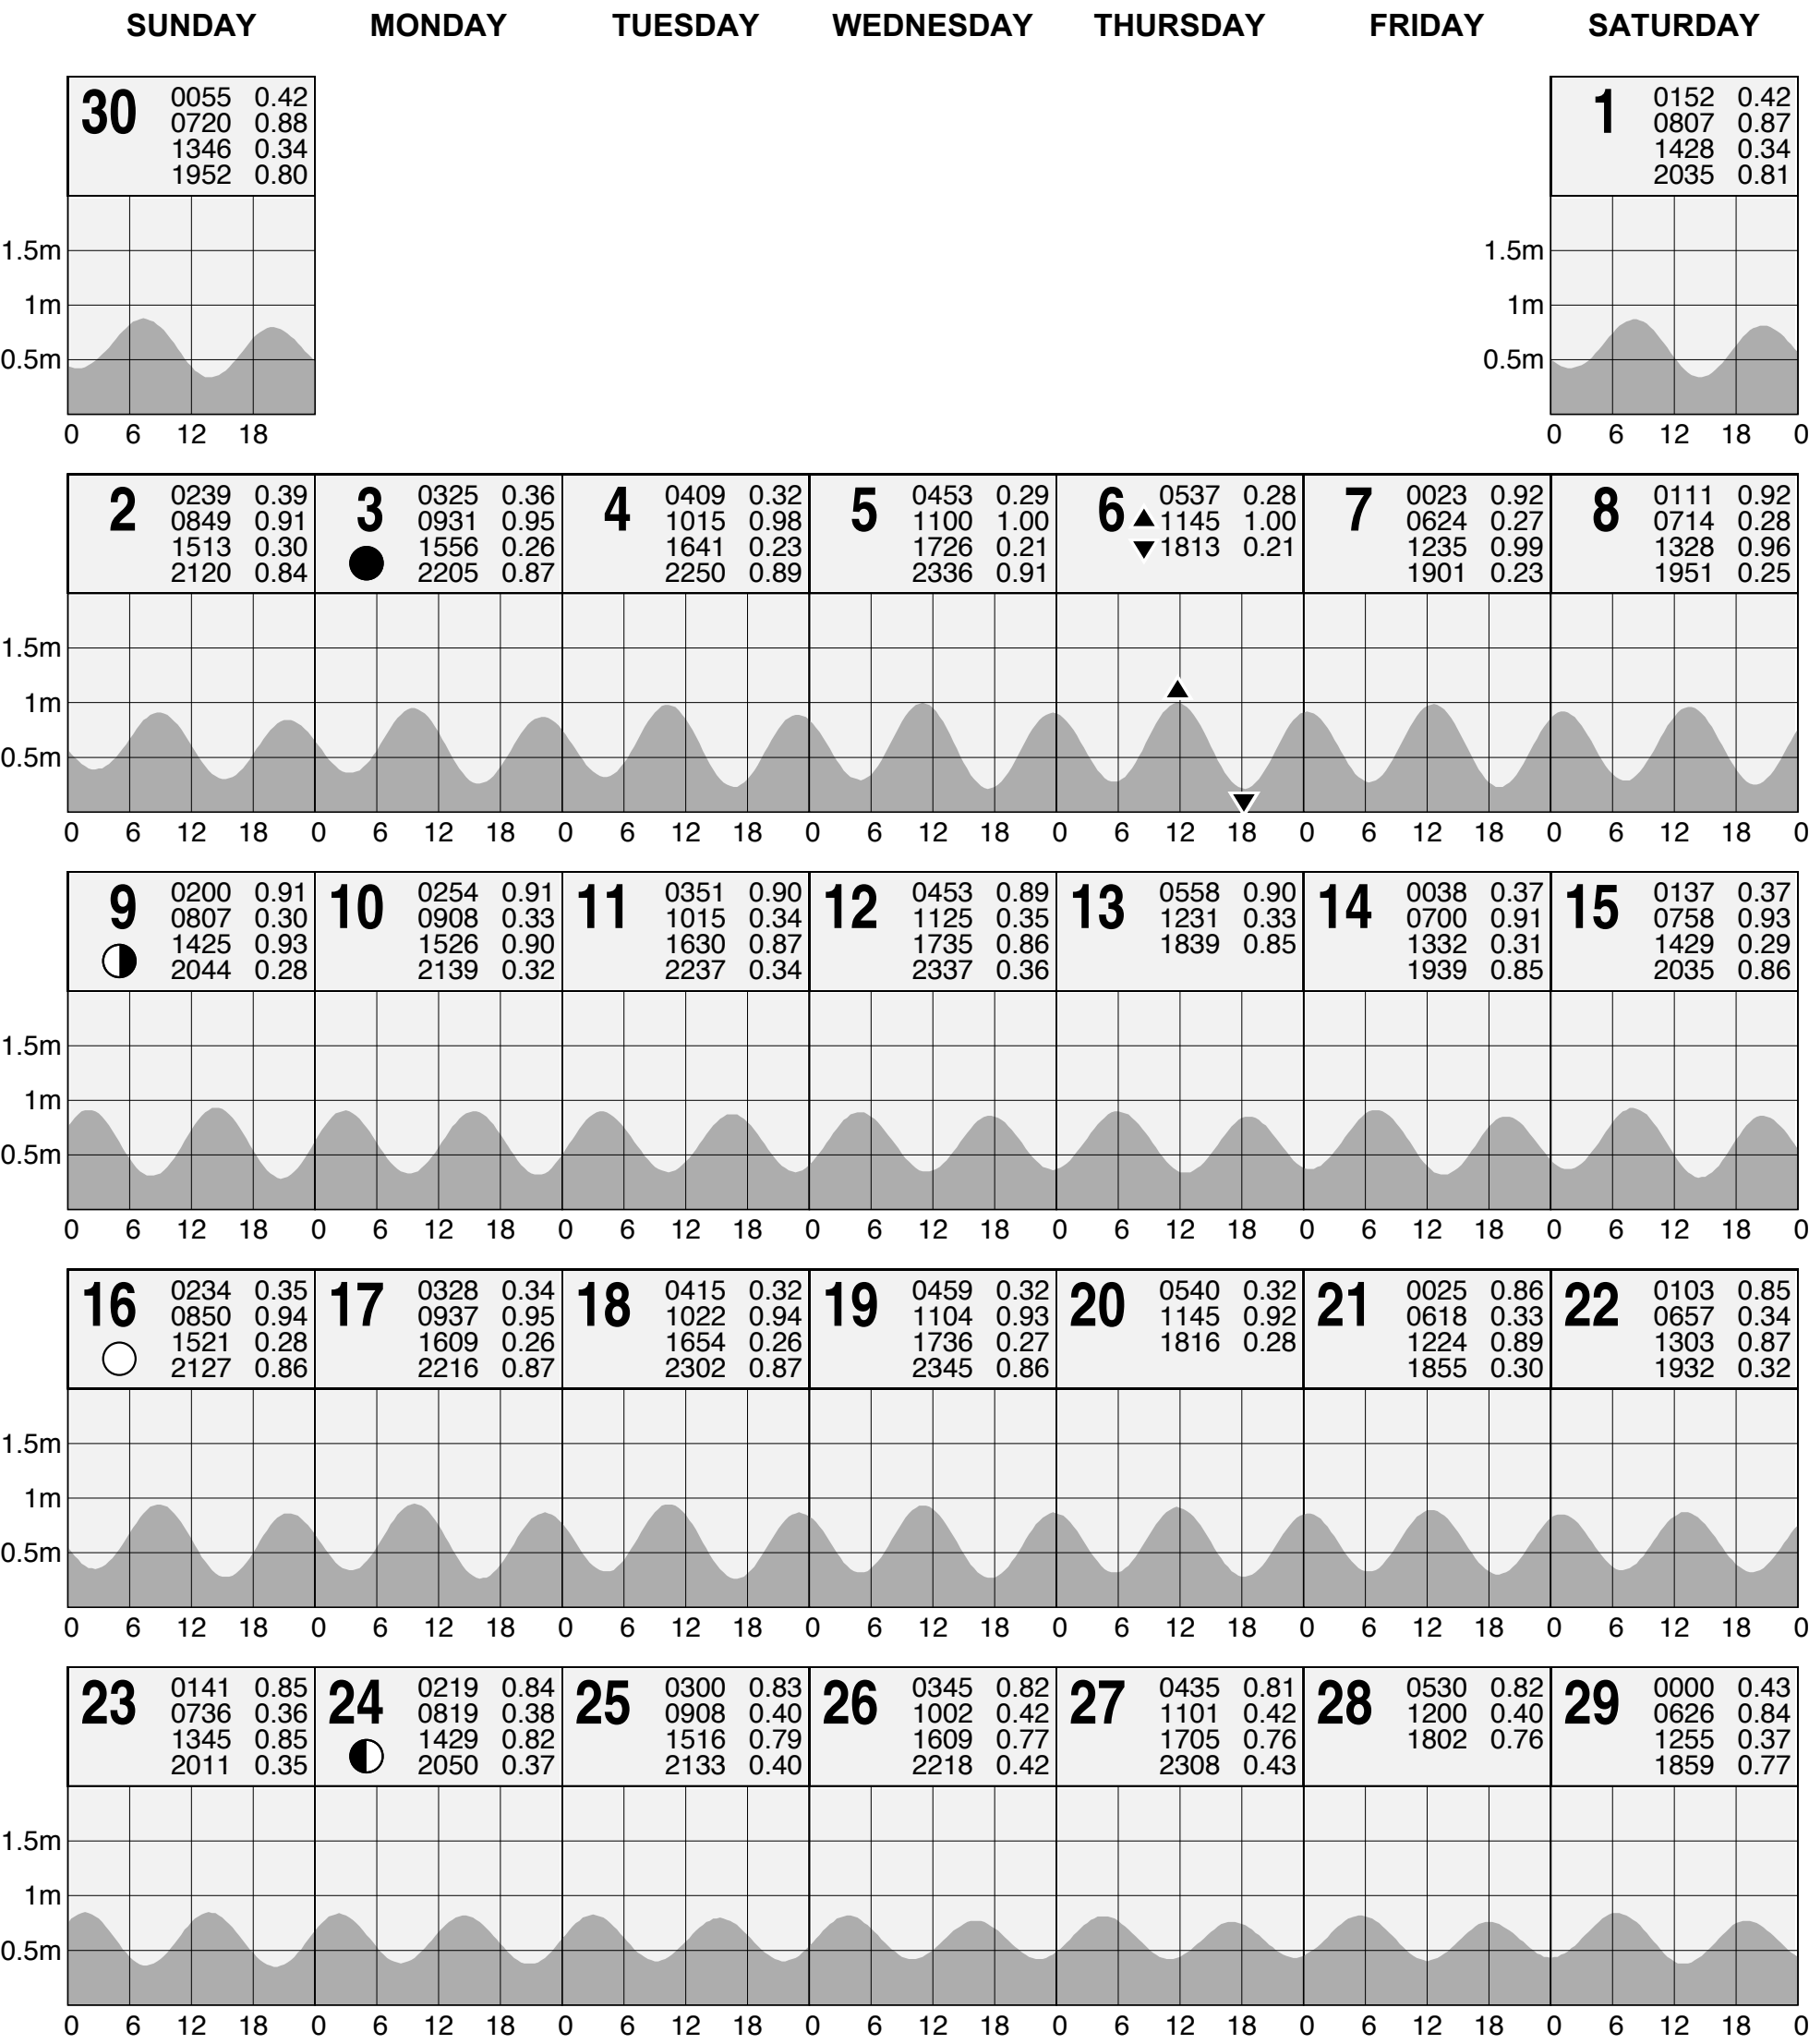 SUNDAY MONDAY TUESDAY WEDNESDAY THURSDAY FRIDAY SATURDAY
30 0055 0.42
0720 0.88
1346 0.34
1952 0.80
1.5m
1m
0.5m
0 6 12 18
1 0152 0.42
0807 0.87
1428 0.34
2035 0.81
1.5m
1m
0.5m
0 6 12 18 0
2 0239 0.39
0849 0.91
1513 0.30
2120 0.84
3 0325 0.36
0931 0.95
1556 0.26
2205 0.87
4 0409 0.32
1015 0.98
1641 0.23
2250 0.89
5 0453 0.29
1100 1.00
1726 0.21
2336 0.91
6 0537 0.28
1145 1.00
1813 0.21
7 0023 0.92
0624 0.27
1235 0.99
1901 0.23
8 0111 0.92
0714 0.28
1328 0.96
1951 0.25
1.5m
1m
0.5m
0 6 12 18 0 6 12 18 0 6 12 18 0 6 12 18 0 6 12 18 0 6 12 18 0 6 12 18 0
9 0200 0.91
0807 0.30
1425 0.93
2044 0.28
10 0254 0.91
0908 0.33
1526 0.90
2139 0.32
11 0351 0.90
1015 0.34
1630 0.87
2237 0.34
12 0453 0.89
1125 0.35
1735 0.86
2337 0.36
13 0558 0.90
1231 0.33
1839 0.85
14 0038 0.37
0700 0.91
1332 0.31
1939 0.85
15 0137 0.37
0758 0.93
1429 0.29
2035 0.86
1.5m
1m
0.5m
0 6 12 18 0 6 12 18 0 6 12 18 0 6 12 18 0 6 12 18 0 6 12 18 0 6 12 18 0
16 0234 0.35
0850 0.94
1521 0.28
2127 0.86
17 0328 0.34
0937 0.95
1609 0.26
2216 0.87
18 0415 0.32
1022 0.94
1654 0.26
2302 0.87
19 0459 0.32
1104 0.93
1736 0.27
2345 0.86
20 0540 0.32
1145 0.92
1816 0.28
21 0025 0.86
0618 0.33
1224 0.89
1855 0.30
22 0103 0.85
0657 0.34
1303 0.87
1932 0.32
1.5m
1m
0.5m
0 6 12 18 0 6 12 18 0 6 12 18 0 6 12 18 0 6 12 18 0 6 12 18 0 6 12 18 0
23 0141 0.85
0736 0.36
1345 0.85
2011 0.35
24 0219 0.84
0819 0.38
1429 0.82
2050 0.37
25 0300 0.83
0908 0.40
1516 0.79
2133 0.40
26 0345 0.82
1002 0.42
1609 0.77
2218 0.42
27 0435 0.81
1101 0.42
1705 0.76
2308 0.43
28 0530 0.82
1200 0.40
1802 0.76
29 0000 0.43
0626 0.84
1255 0.37
1859 0.77
1.5m
1m
0.5m
0 6 12 18 0 6 12 18 0 6 12 18 0 6 12 18 0 6 12 18 0 6 12 18 0 6 12 18 0